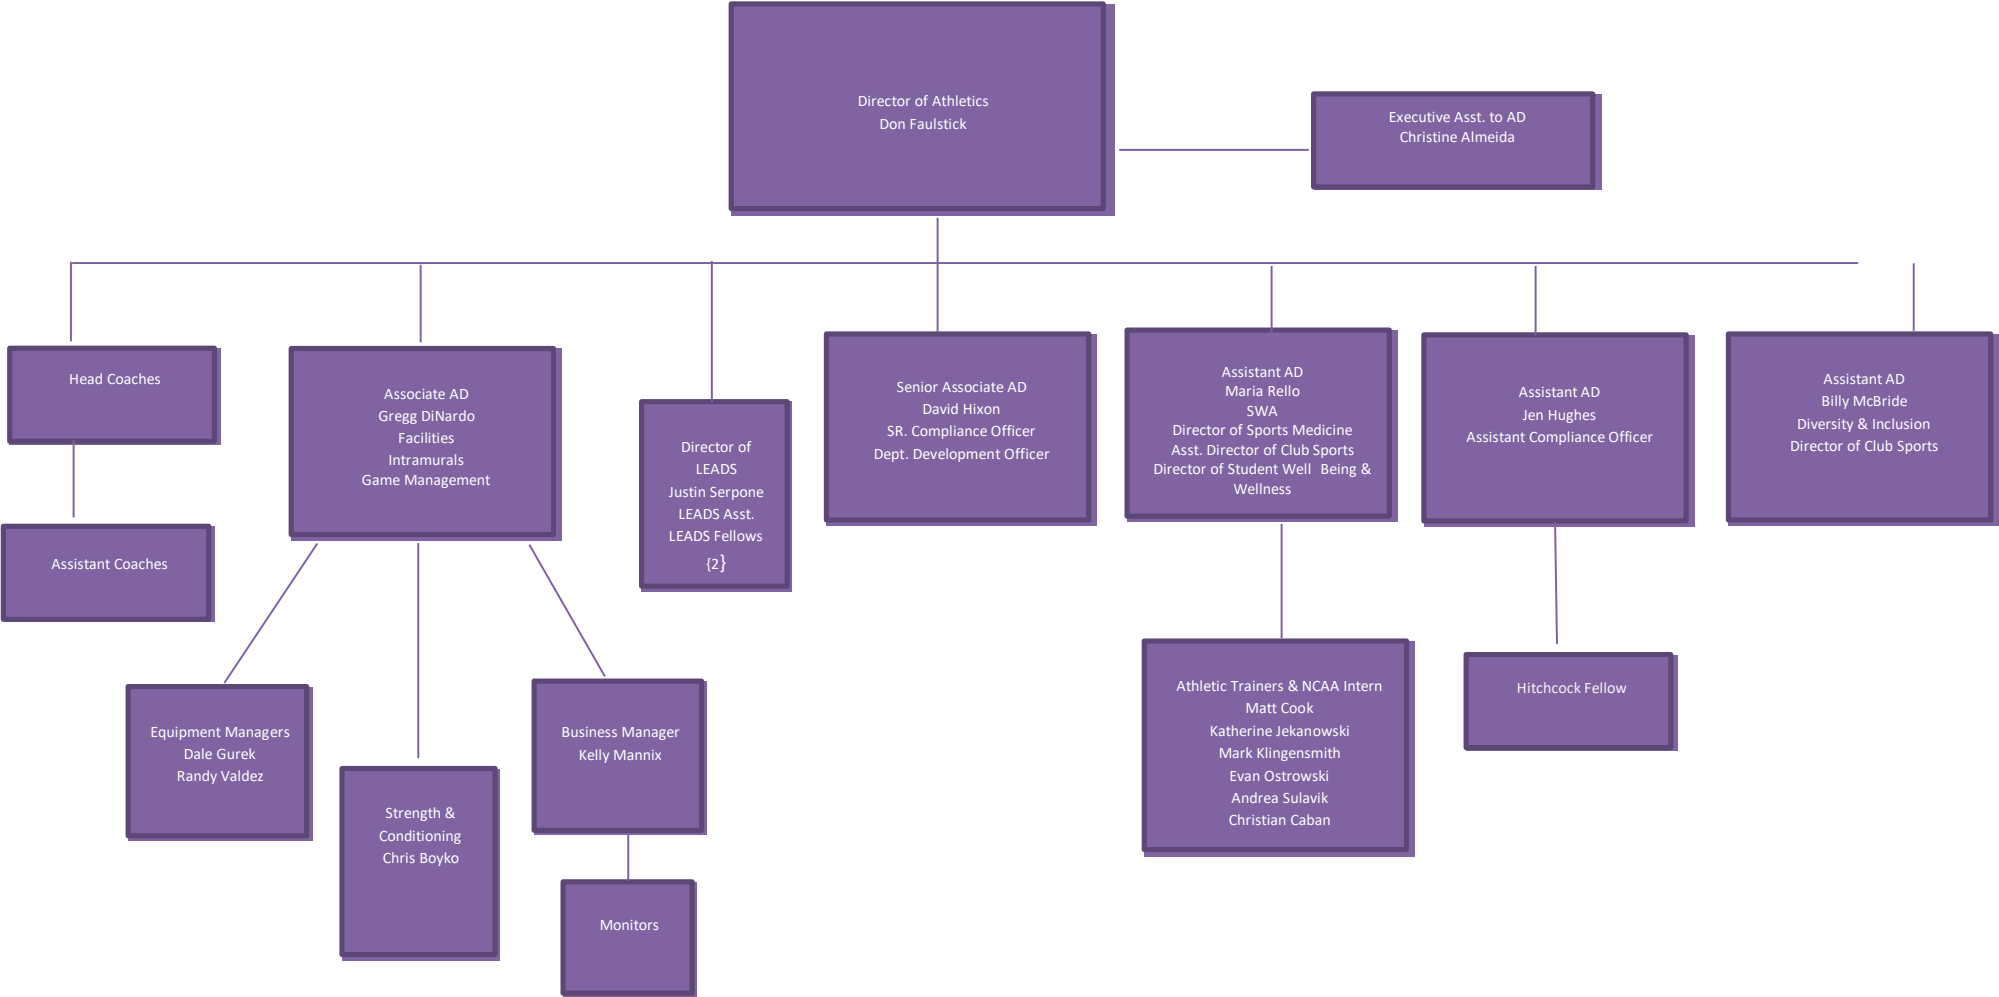 Director of Athletics
Don Faulstick
Executive Asst. to AD
Christine Almeida
Head Coaches
Assistant Coaches
Associate AD
Gregg DiNardo
Facilities
Intramurals
Game Management
Director of
LEADS
Justin Serpone
LEADS Asst.
LEADS Fellows
{2}
Senior Associate AD
David Hixon
SR. Compliance Officer
Dept. Development Officer
Assistant AD
Maria Rello
SWA
Director of Sports Medicine
Asst. Director of Club Sports
Director of Student Well Being &
Wellness
Assistant AD
Jen Hughes
Assistant Compliance Officer
Assistant AD
Billy McBride
Diversity & Inclusion
Director of Club Sports
Equipment Managers
Dale Gurek
Randy Valdez
Strength &
Conditioning
Chris Boyko
Business Manager
Kelly Mannix
Monitors
Athletic Trainers & NCAA Intern
Matt Cook
Katherine Jekanowski
Mark Klingensmith
Evan Ostrowski
Andrea Sulavik
Christian Caban
Hitchcock Fellow